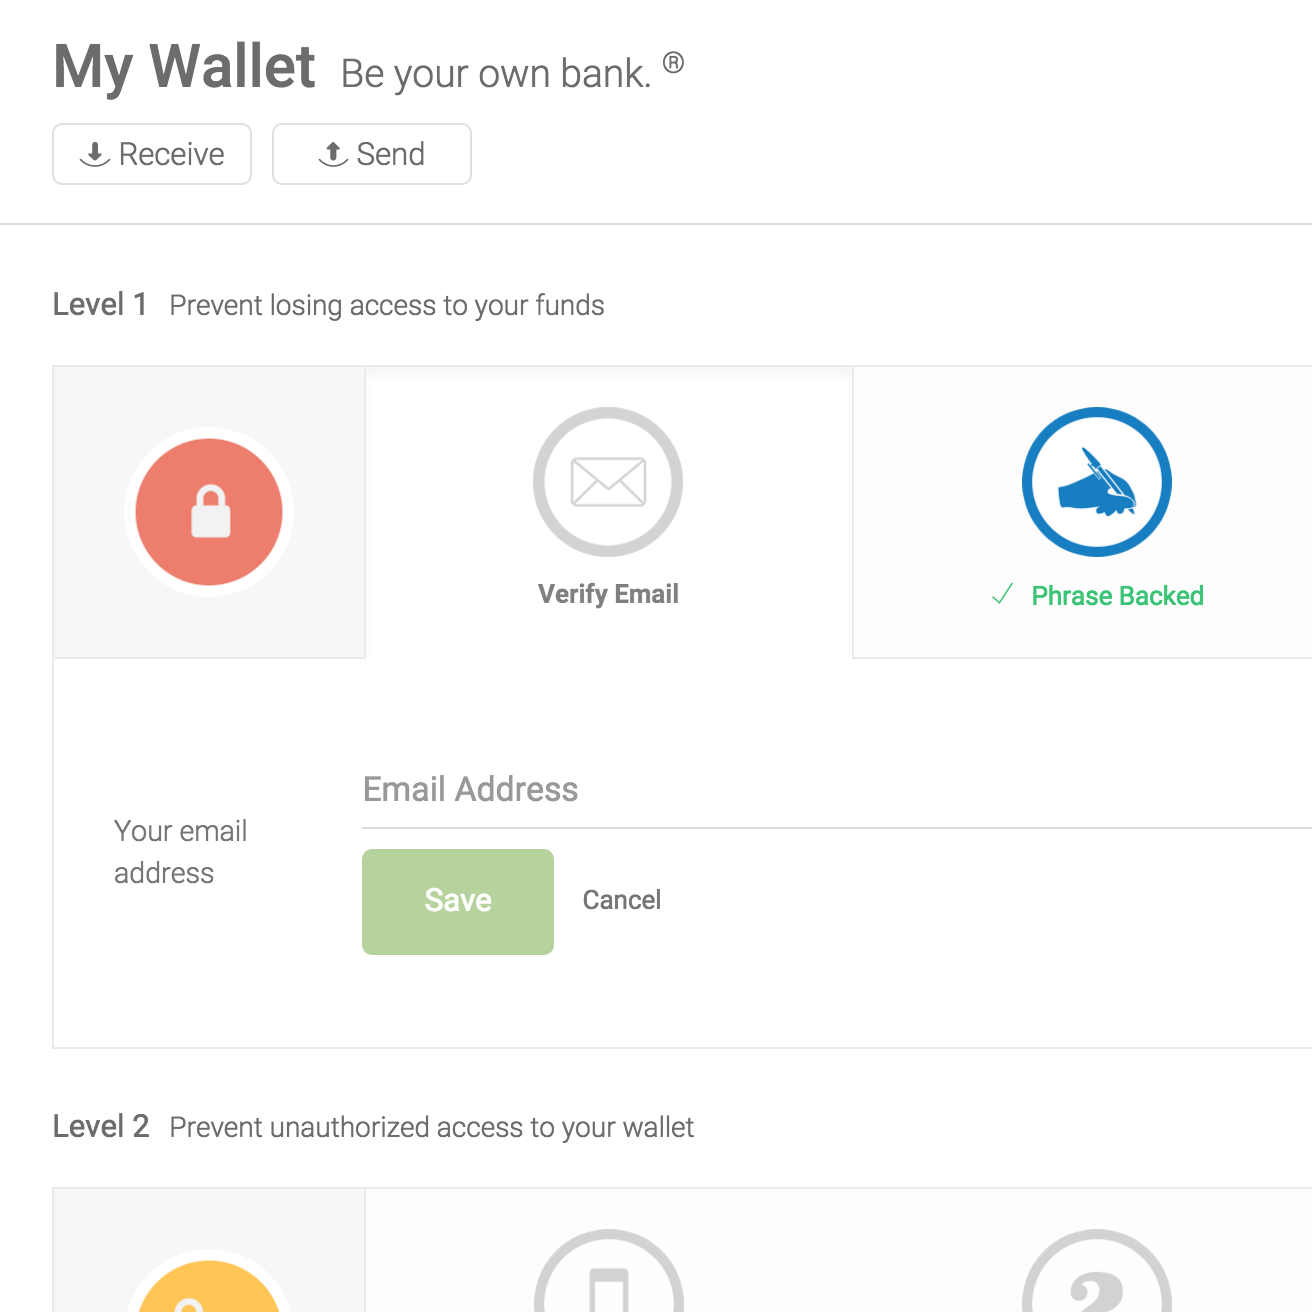 My Wallet Be your own bank. ®
Receive Send
Level 1 Prevent losing access to your funds
Verify Email
Phrase Backed
Email Address
Your email
address
Save Cancel
Level 2 Prevent unauthorized access to your wallet
?